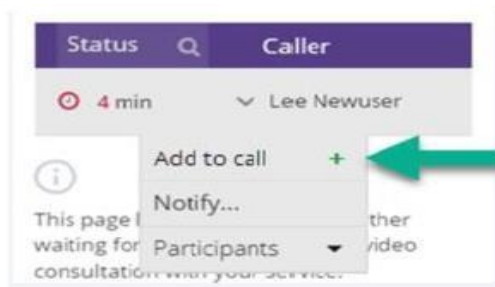 Status Caller
4 min Lee Newuser
Add to call +
Notify...
This page ther
waiting for Participants video
consultation with your service.